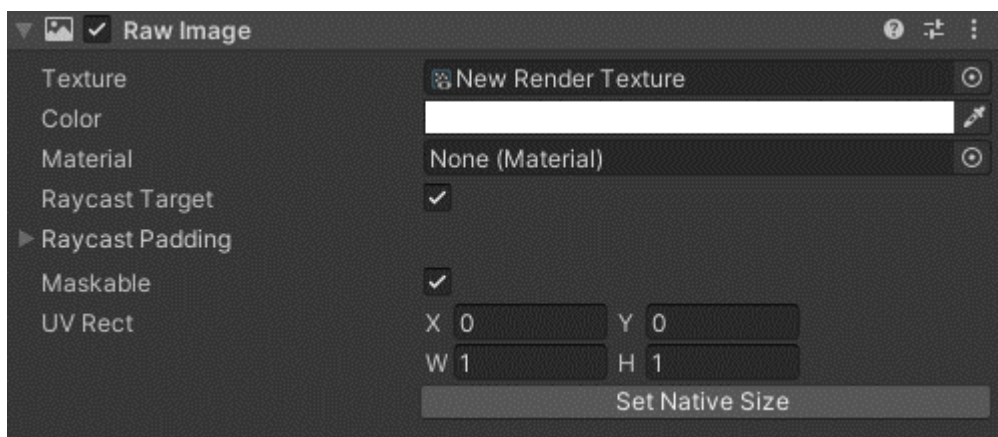 Raw Image
Texture New Render Texture
Color
Material None (Material)
Raycast Target
Raycast Padding
Maskable
UV Rect X 0 Y 0
W 1 H 1
Set Native Size